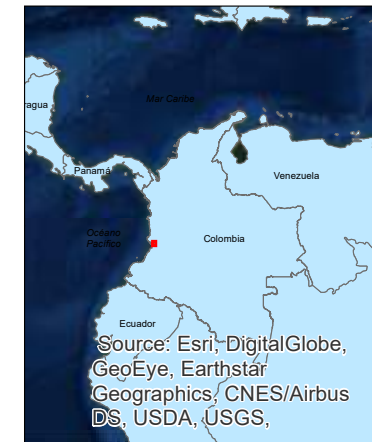 Mar Caribe
ragua
Panamá
Venezuela
Océano
Pacífico
Colombia
Ecuador
Source: Esri, DigitalGlobe,
GeoEye, Earthstar
Geographics, CNES/Airbus
DS, USDA, USGS,